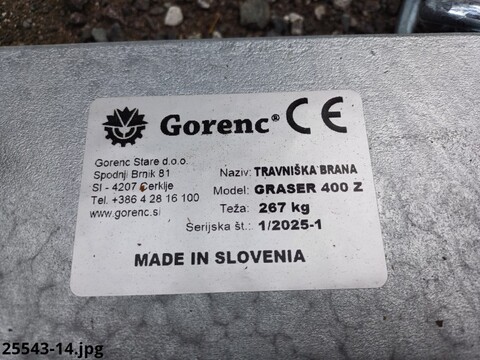 Gorenc® CE
Gorenc Stare d.o.o.
Spodnji Brnik 81
SI - 4207 Cerklje
Tel. +386 4 28 16 100
www.gorenc.si
Naziv: TRAVNIŠKA BRANA
Model: GRASER 400 Z
Teža: 267 kg
Serijska št.: 1/2025-1
MADE IN SLOVENIA
25543-14.jpg